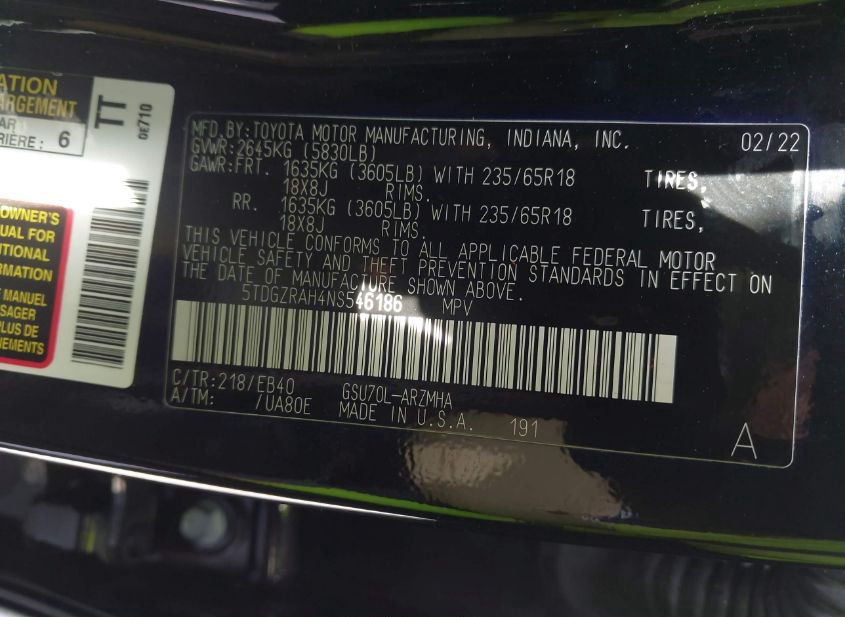 ATION
ARGEMENT
AR
RIÈRE : 6
TT
0E710
OWNER'S
UAL FOR
ITIONAL
RMATION
E MANUEL
PLUS DE
NEMENTS
MFD.BY:TOYOTA MOTOR MANUFACTURING, INDIANA, INC. 02/22
GVWR:2645KG (5830LB)
GAWR:FRT. 1635KG (3605LB) WITH 235/65R18 TIRES,
18X8J RIMS.
RR. 1635KG (3605LB) WITH 235/65R18 TIRES,
18X8J RIMS.
THIS VEHICLE CONFORMS TO ALL APPLICABLE FEDERAL MOTOR
VEHICLE SAFETY AND THEFT PREVENTION STANDARDS IN EFFECT ON
THE DATE OF MANUFACTURE SHOWN ABOVE.
5TDGZRAH4NS546186 MPV
C/TR:218/EB40 GSU70L-ARZMHA
A/TM: /UA80E MADE IN U.S.A. 191
A